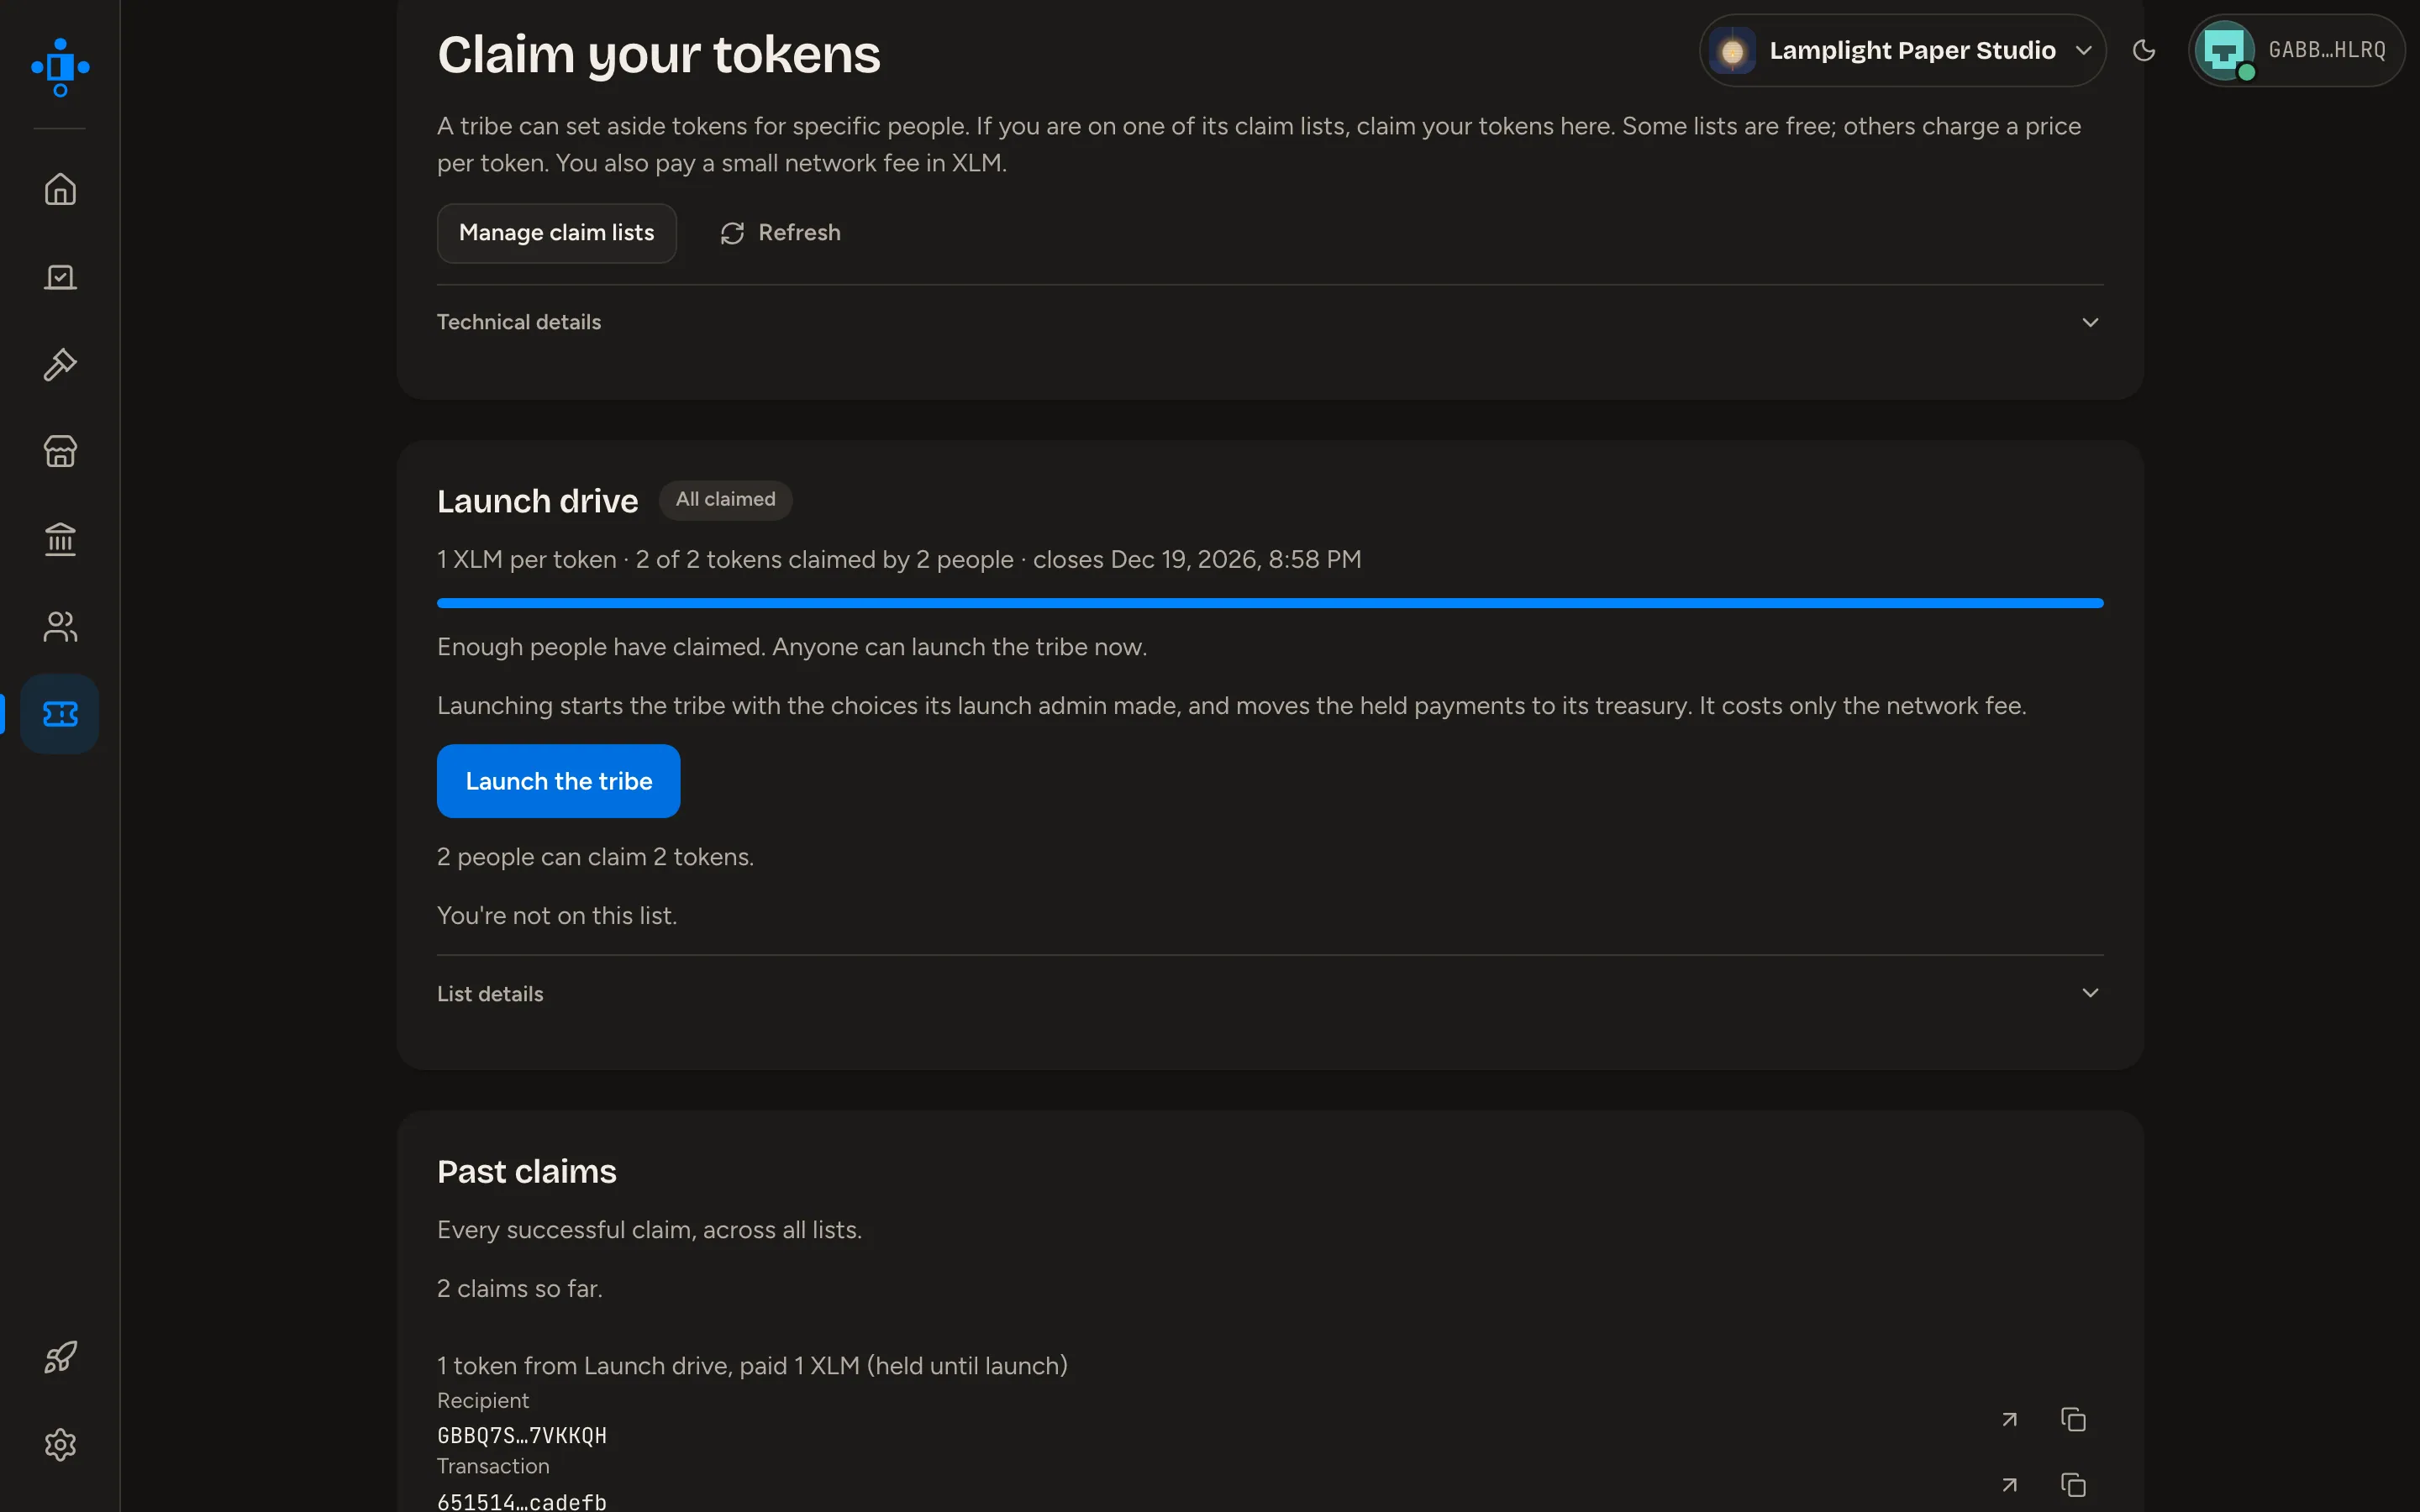 Claim your tokens
Lamplight Paper Studio
GABB…HLRQ
A tribe can set aside tokens for specific people. If you are on one of its claim lists, claim your tokens here. Some lists are free; others charge a price
per token. You also pay a small network fee in XLM.
Manage claim lists
Refresh
Technical details
Launch drive
All claimed
1 XLM per token · 2 of 2 tokens claimed by 2 people · closes Dec 19, 2026, 8:58 PM
Enough people have claimed. Anyone can launch the tribe now.
Launching starts the tribe with the choices its launch admin made, and moves the held payments to its treasury. It costs only the network fee.
Launch the tribe
2 people can claim 2 tokens.
You're not on this list.
List details
Past claims
Every successful claim, across all lists.
2 claims so far.
1 token from Launch drive, paid 1 XLM (held until launch)
Recipient
GBBQ7S…7VKKQH
Transaction
651514…cadefb